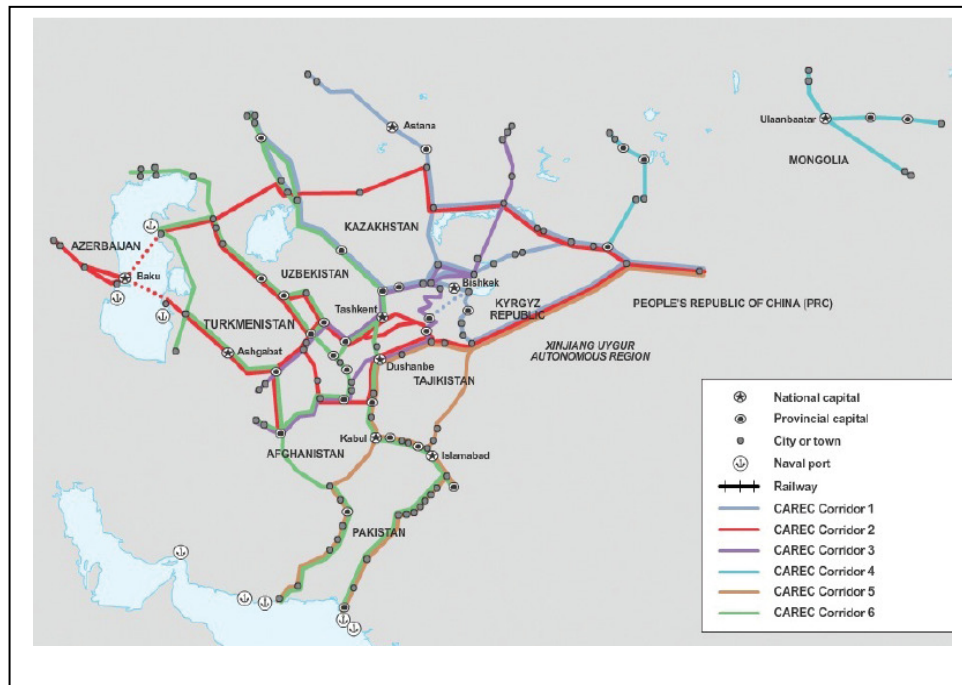 Astana
Ulaanbaatar
MONGOLIA
KAZAKHSTAN
AZERBAIJAN
UZBEKISTAN
Baku
Bishkek
Tashkent
KYRGYZ
REPUBLIC
PEOPLE'S REPUBLIC OF CHINA (PRC)
TURKMENISTAN
XINJIANG UYGUR
AUTONOMOUS REGION
Ashgabat
Dushanbe
TAJIKISTAN
Kabul
AFGHANISTAN
Islamabad
PAKISTAN
National capital
Provincial capital
City or town
Naval port
Railway
CAREC Corridor 1
CAREC Corridor 2
CAREC Corridor 3
CAREC Corridor 4
CAREC Corridor 5
CAREC Corridor 6